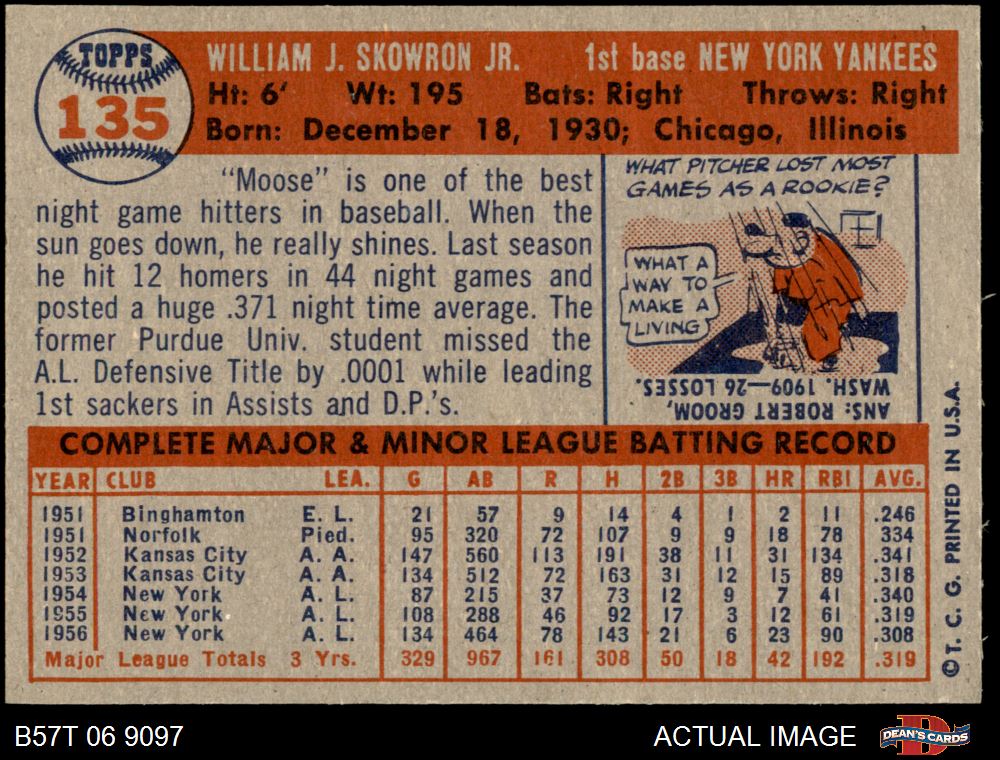 TOPPS
135
WILLIAM J. SKOWRON JR. 1st base NEW YORK YANKEES
Ht: 6' Wt: 195 Bats: Right Throws: Right
Born: December 18, 1930; Chicago, Illinois
"Moose" is one of the best
night game hitters in baseball. When the
sun goes down, he really shines. Last season
he hit 12 homers in 44 night games and
posted a huge .371 night time average. The
former Purdue Univ. student missed the
A.L. Defensive Title by .0001 while leading
1st sackers in Assists and D.P.'s.
WHAT PITCHER LOST MOST
GAMES AS A ROOKIE?
WHAT A
WAY TO
MAKE A
LIVING
ANS: ROBERT GROOM,
WASH. 1909—26 LOSSES.
COMPLETE MAJOR & MINOR LEAGUE BATTING RECORD
YEAR CLUB LEA. G AB R H 2B 3B HR RBI AVG.
1951 Binghamton E. L. 21 57 9 14 4 1 2 11 .246
1951 Norfolk Pied. 95 320 72 107 9 9 18 78 .334
1952 Kansas City A. A. 147 560 113 191 38 11 31 134 .341
1953 Kansas City A. A. 134 512 72 163 31 12 15 89 .318
1954 New York A. L. 87 215 37 73 12 9 7 41 .340
1955 New York A. L. 108 288 46 92 17 3 12 61 .319
1956 New York A. L. 134 464 78 143 21 6 23 90 .308
Major League Totals 3 Yrs. 329 967 161 308 50 18 42 192 .319
©T. C. G. PRINTED IN U.S.A.
B57T 06 9097
ACTUAL IMAGE
DEAN'S CARDS